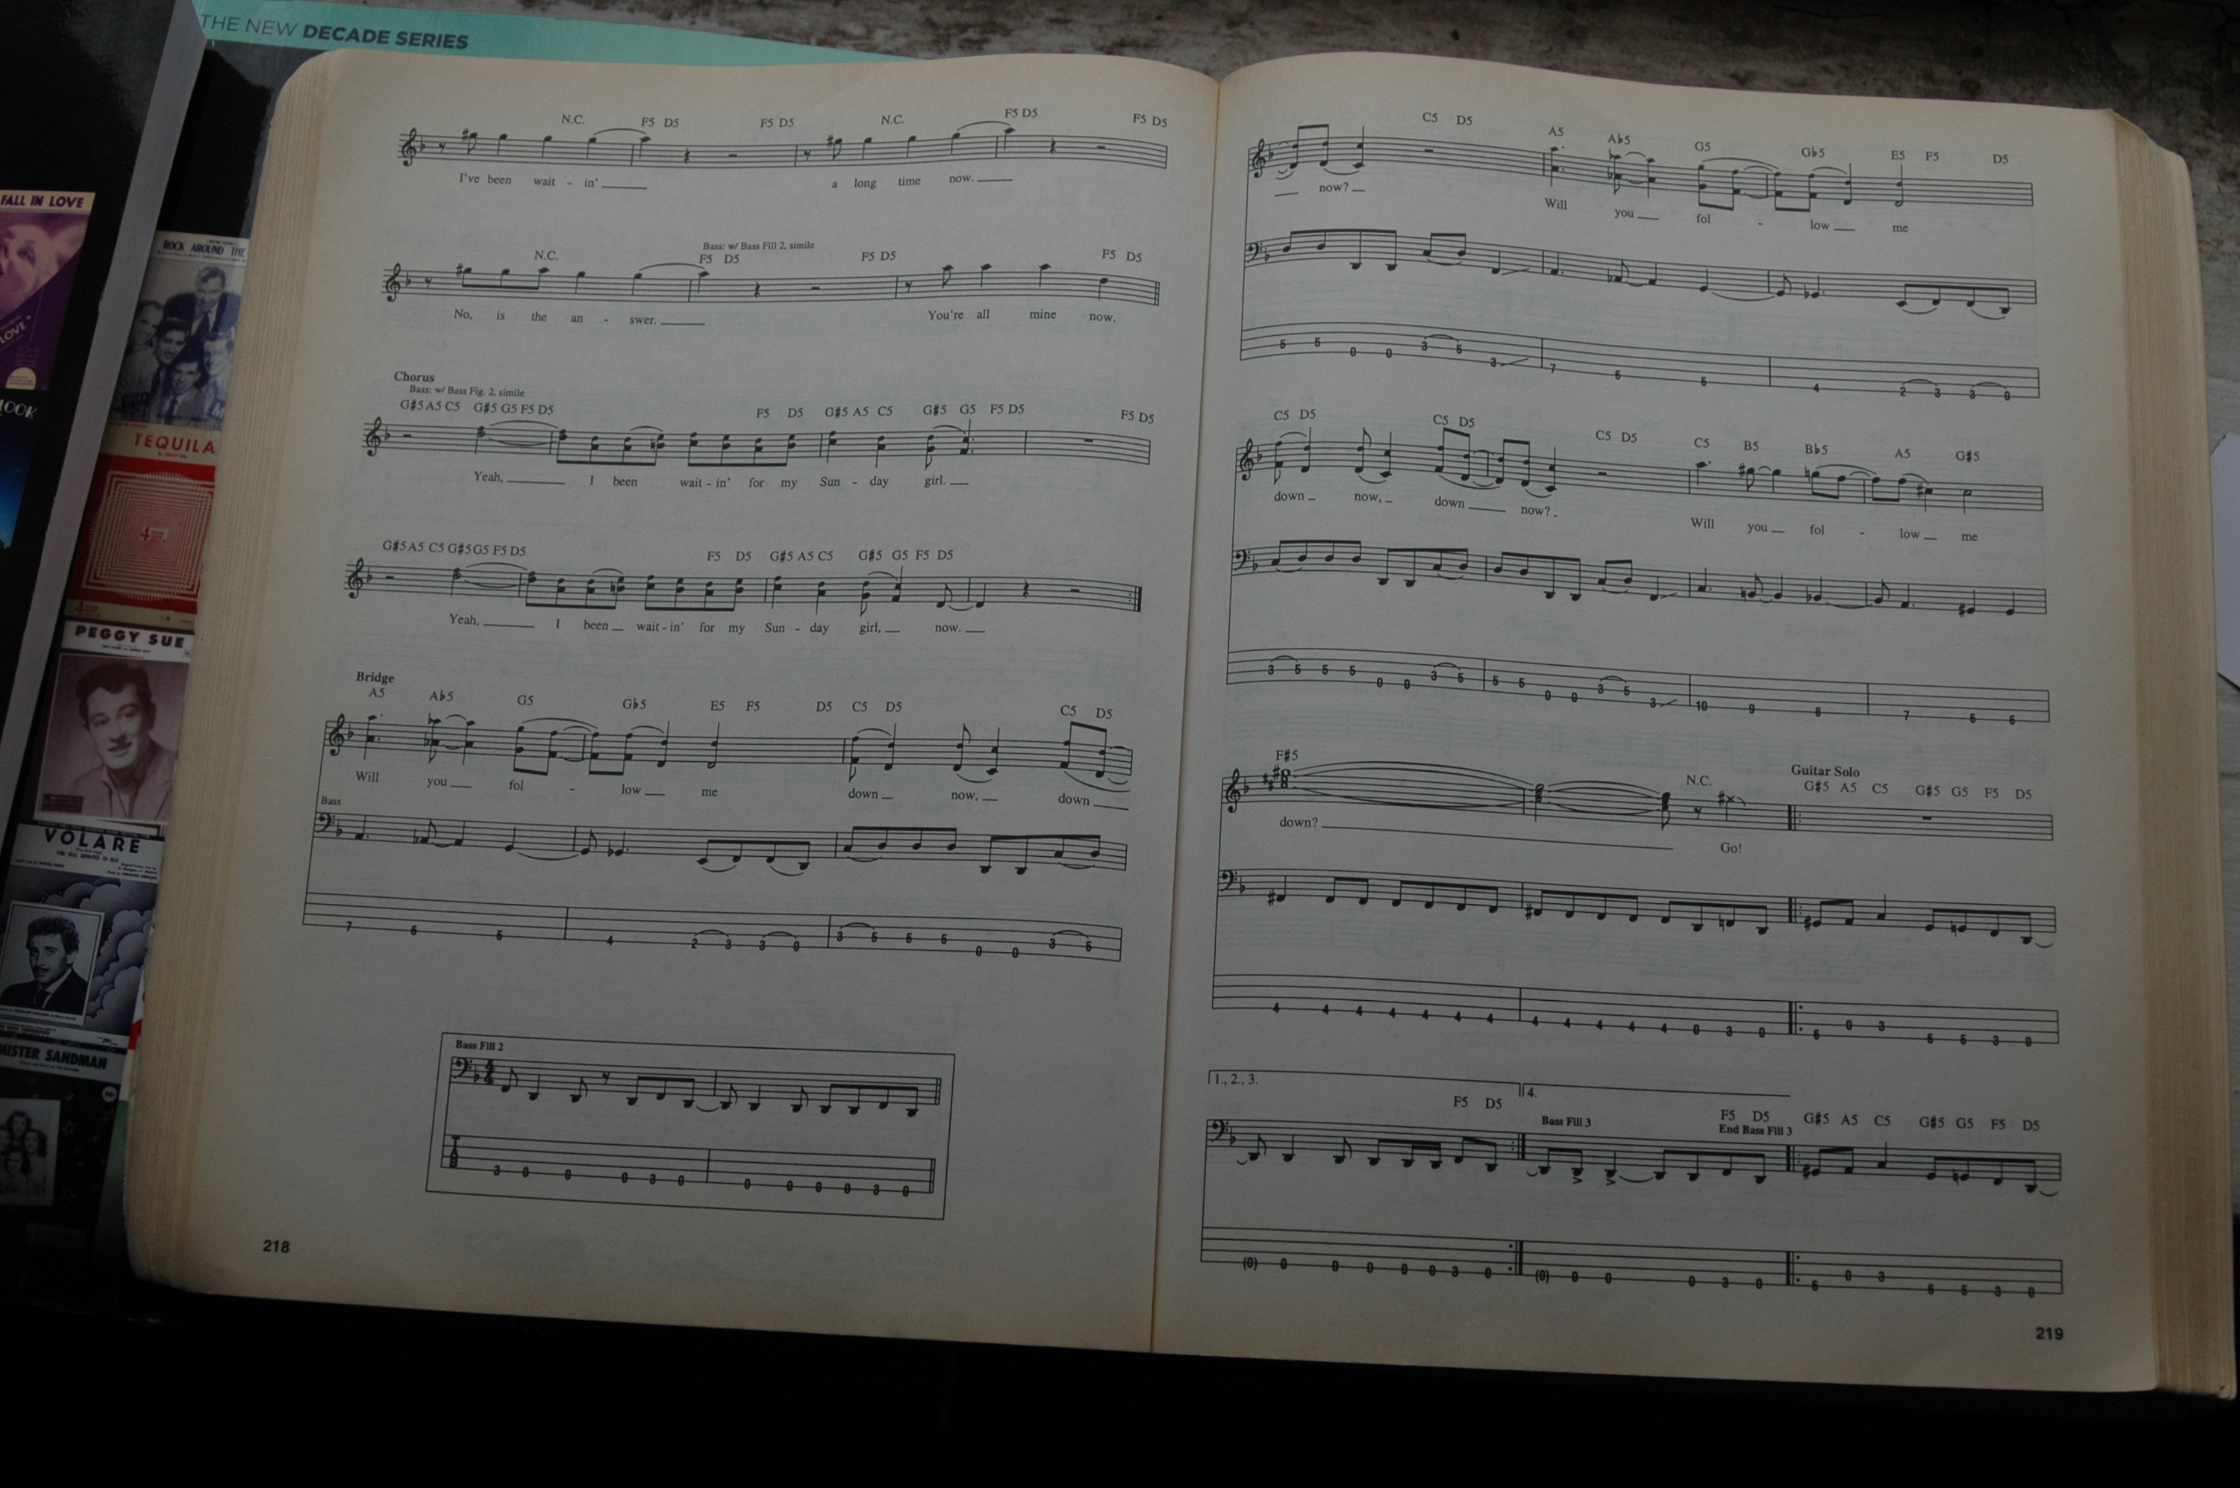 THE NEW DECADE SERIES
FALL IN LOVE
LOVE
LOOK
ROCK AROUND THE
TEQUILA
PEGGY SUE
VOLARE
MISTER SANDMAN
N.C. F5 D5 F5 D5 N.C. F5 D5 F5 D5
I've been wait - in' a long time now.
Bass: w/ Bass Fill 2, simile
N.C. F5 D5 F5 D5 F5 D5
No, is the an - swer. You're all mine now.
Chorus
Bass: w/ Bass Fig. 2, simile
G#5 A5 C5 G#5 G5 F5 D5 F5 D5 G#5 A5 C5 G#5 G5 F5 D5 F5 D5
Yeah, I been wait - in' for my Sun - day girl.
G#5 A5 C5 G#5 G5 F5 D5 F5 D5 G#5 A5 C5 G#5 G5 F5 D5
Yeah, I been wait - in' for my Sun - day girl, now.
Bridge
A5 A♭5 G5 G♭5 E5 F5 D5 C5 D5 C5 D5
Will you fol - low me down now, down
Bass
7 6 5 4 2 3 3 0 3 5 5 5 0 0 3 5
Bass Fill 2
4 4
T A B
3 0 0 0 3 0 0 0 0 0 3 0
218
C5 D5 A5 A♭5 G5 G♭5 E5 F5 D5
now? Will you fol - low me
5 5 0 0 3 5 3 7 6 5 4 2 3 3 0
C5 D5 C5 D5 C5 D5 C5 B5 B♭5 A5 G#5
down now, down now? Will you fol - low me
3 5 5 5 0 0 3 5 5 5 0 0 3 5 3 10 9 8 7 6 6
F#5 N.C. Guitar Solo
G#5 A5 C5 G#5 G5 F5 D5
down? Go!
4 4 4 4 4 4 4 4 4 4 4 4 0 3 0 6 0 3 6 5 3 0
1., 2., 3. 4.
F5 D5 Bass Fill 3 F5 D5 G#5 A5 C5 G#5 G5 F5 D5
End Bass Fill 3
(0) 0 0 0 0 0 3 0 (0) 0 0 0 3 0 6 0 3 6 5 3 0
219